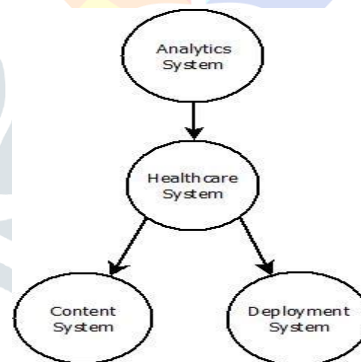 Analytics
System
Healthcare
System
Content
System
Deployment
System